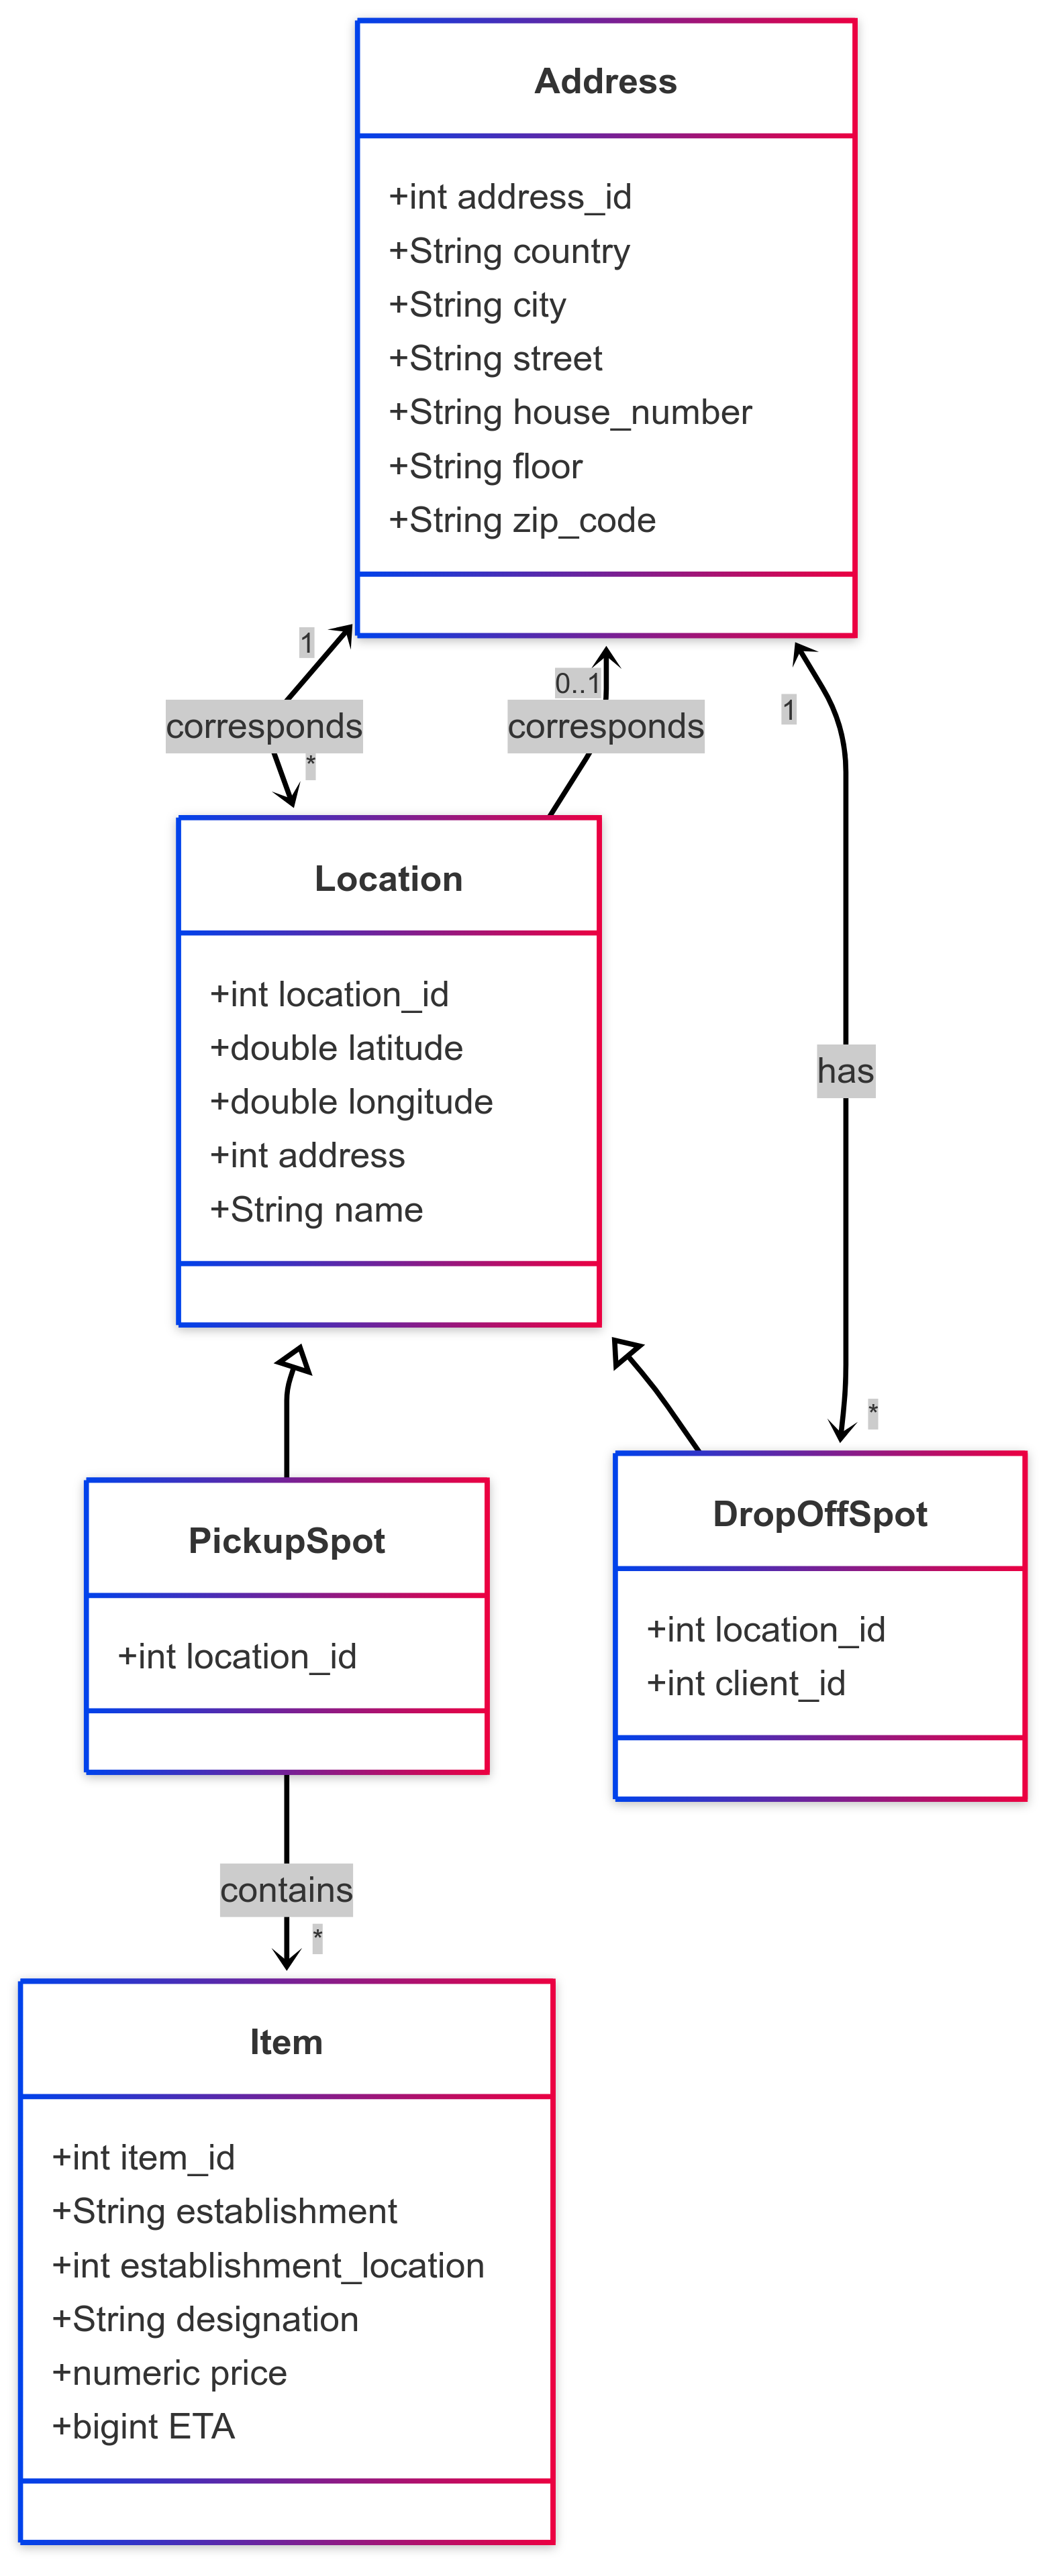 Address
+int address_id
+String country
+String city
+String street
+String house_number
+String floor
+String zip_code
1
corresponds
*
0..1
corresponds
1
has
*
Location
+int location_id
+double latitude
+double longitude
+int address
+String name
PickupSpot
+int location_id
DropOffSpot
+int location_id
+int client_id
contains
*
Item
+int item_id
+String establishment
+int establishment_location
+String designation
+numeric price
+bigint ETA